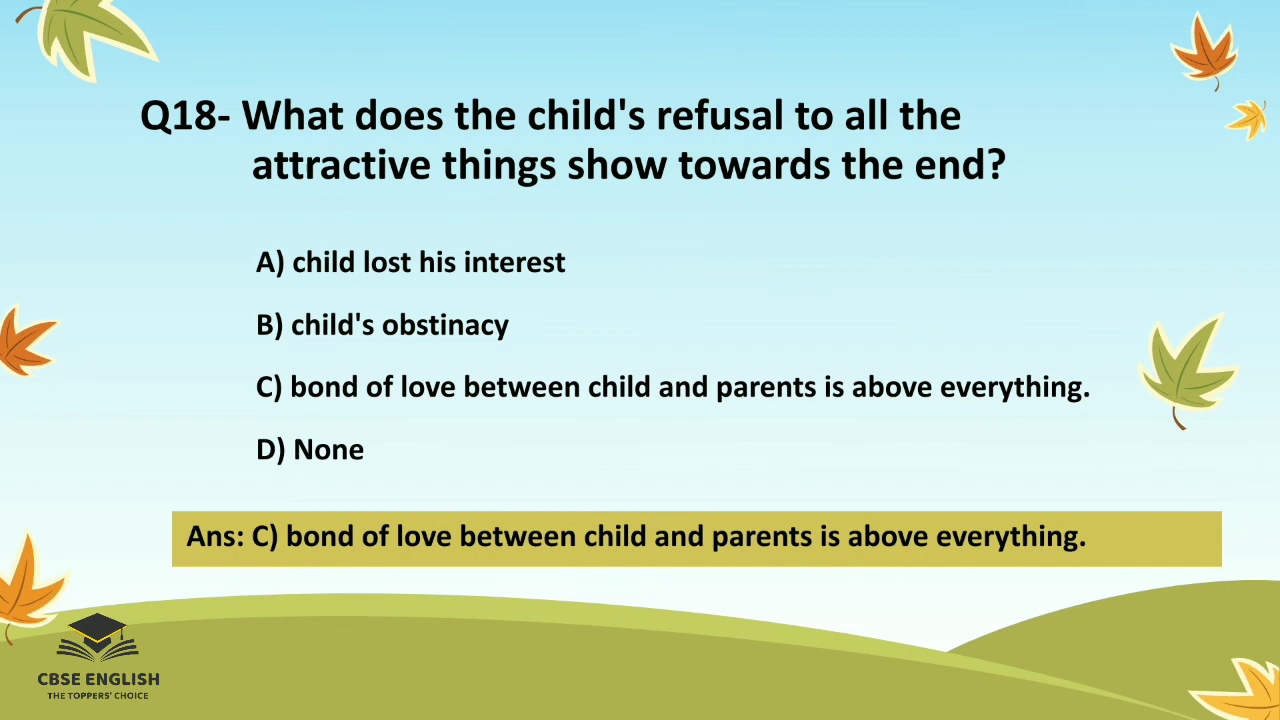 Q18- What does the child's refusal to all the
attractive things show towards the end?
A) child lost his interest
B) child's obstinacy
C) bond of love between child and parents is above everything.
D) None
Ans: C) bond of love between child and parents is above everything.
CBSE ENGLISH
THE TOPPERS' CHOICE